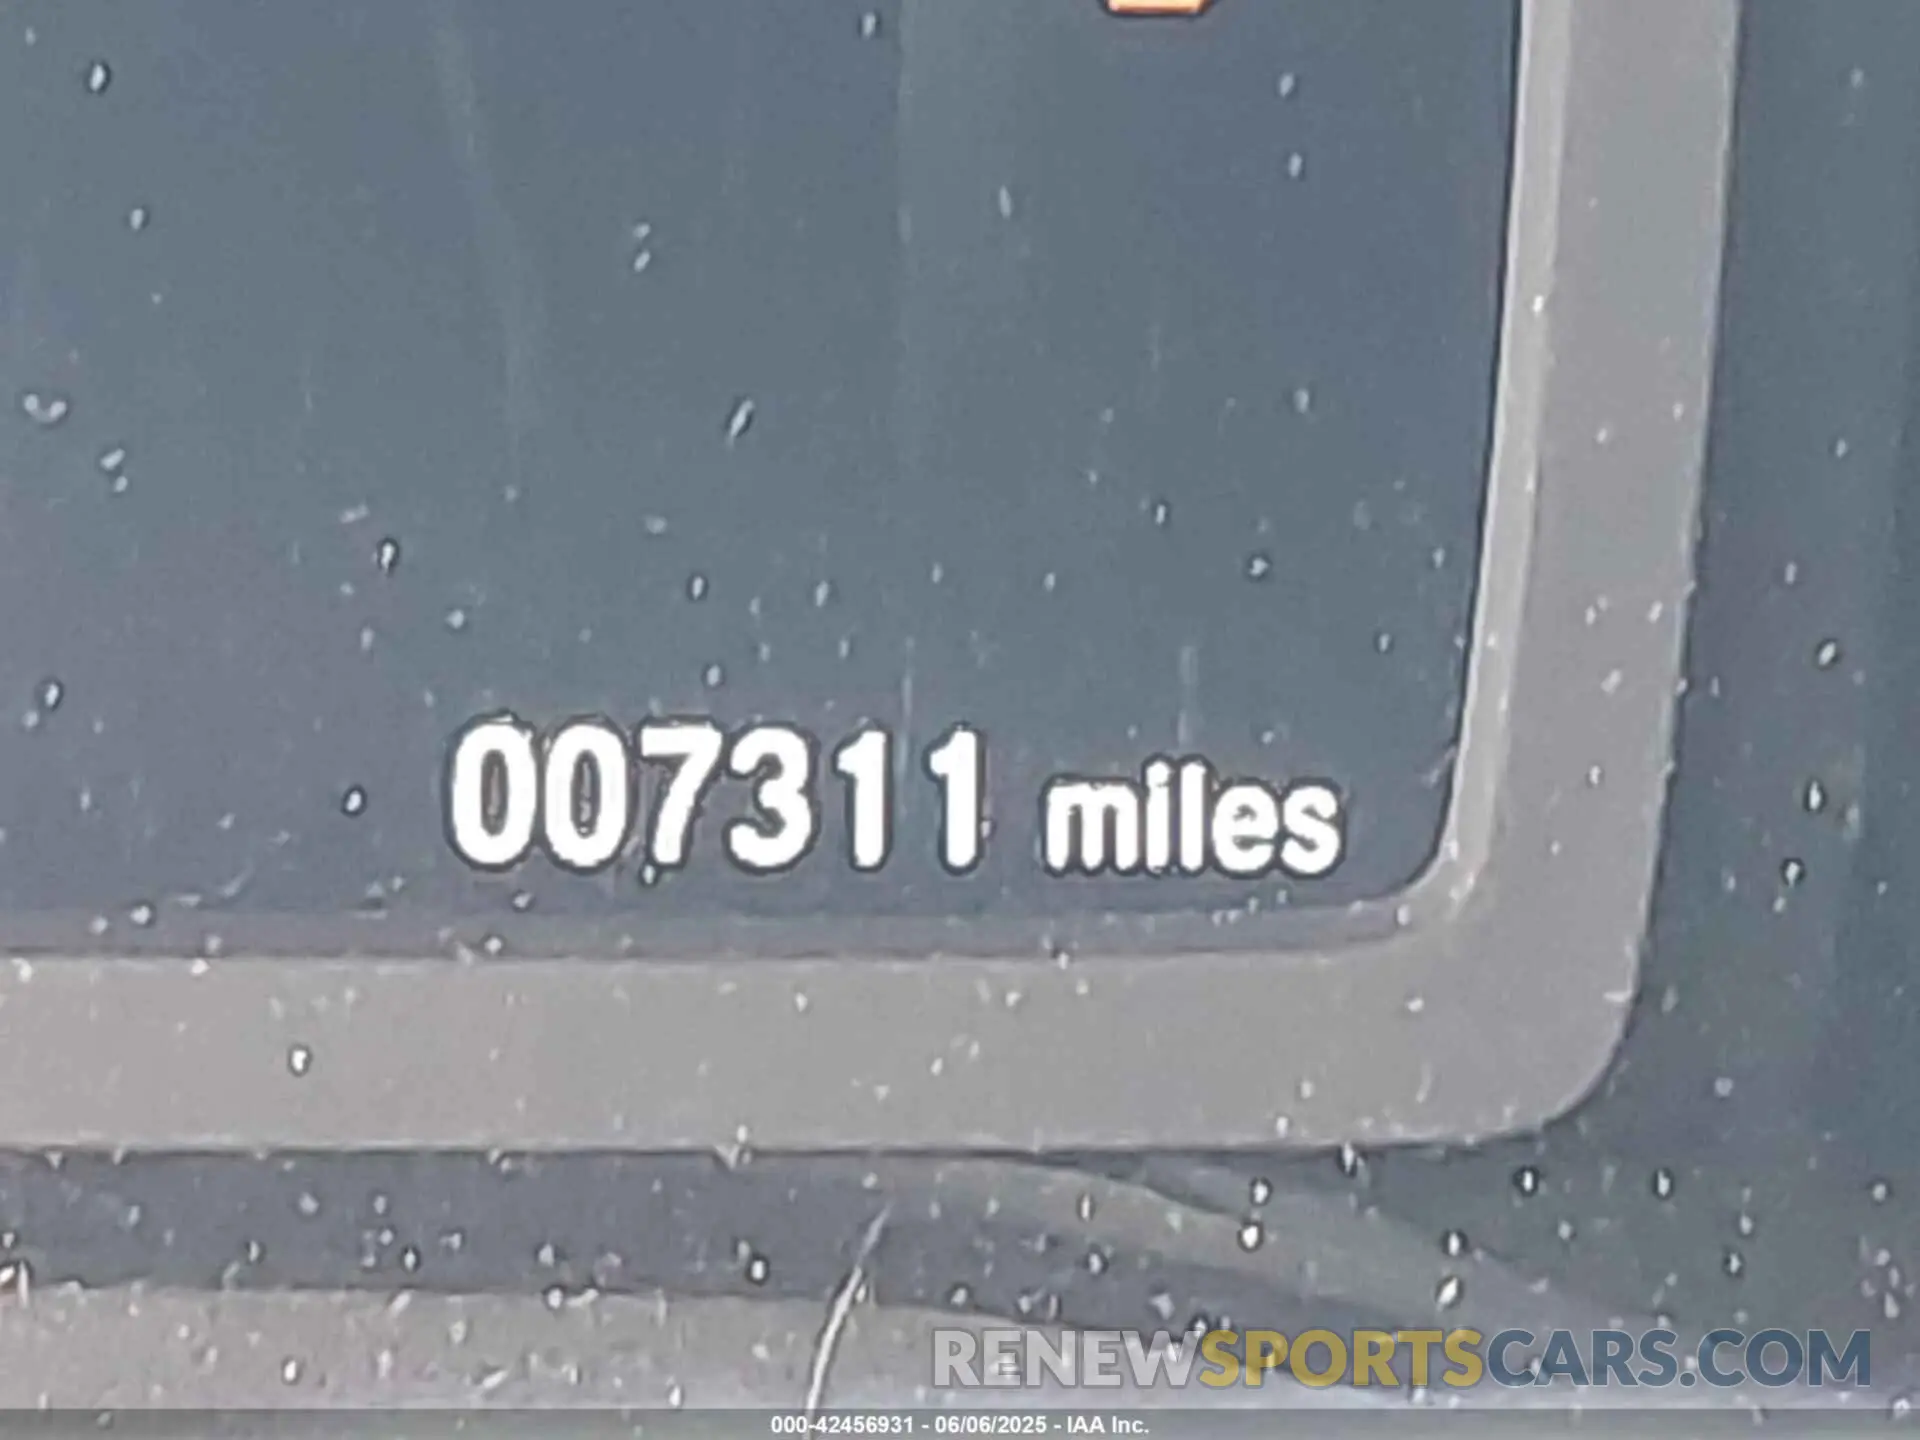 007311 miles
RENEWSPORTSCARS.COM
000-42456931 - 06/06/2025 - IAA Inc.